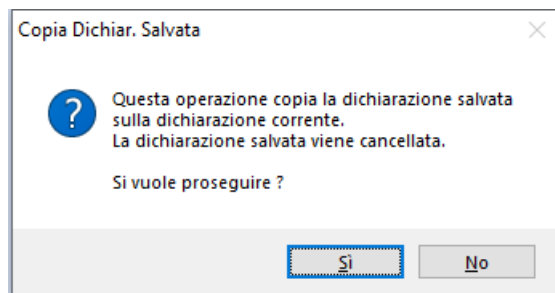 Copia Dichiar. Salvata
Questa operazione copia la dichiarazione salvata
sulla dichiarazione corrente.
La dichiarazione salvata viene cancellata.
Si vuole proseguire ?
Sì
No